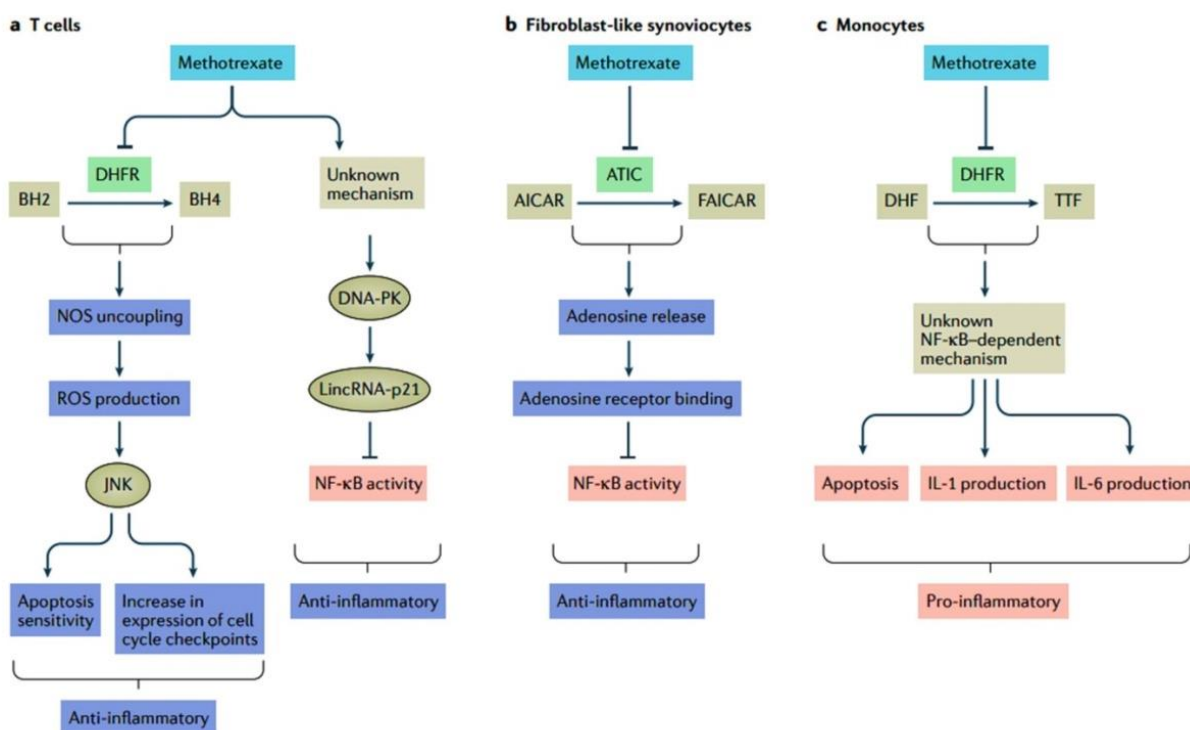 a T cells
Methotrexate
DHFR
BH2
BH4
NOS uncoupling
ROS production
JNK
Apoptosis
sensitivity
Increase in
expression of cell
cycle checkpoints
Anti-inflammatory
Unknown
mechanism
DNA-PK
LincRNA-p21
NF-κB activity
Anti-inflammatory
b Fibroblast-like synoviocytes
Methotrexate
ATIC
AICAR
FAICAR
Adenosine release
Adenosine receptor binding
NF-κB activity
Anti-inflammatory
c Monocytes
Methotrexate
DHFR
DHF
TTF
Unknown
NF-κB–dependent
mechanism
Apoptosis
IL-1 production
IL-6 production
Pro-inflammatory